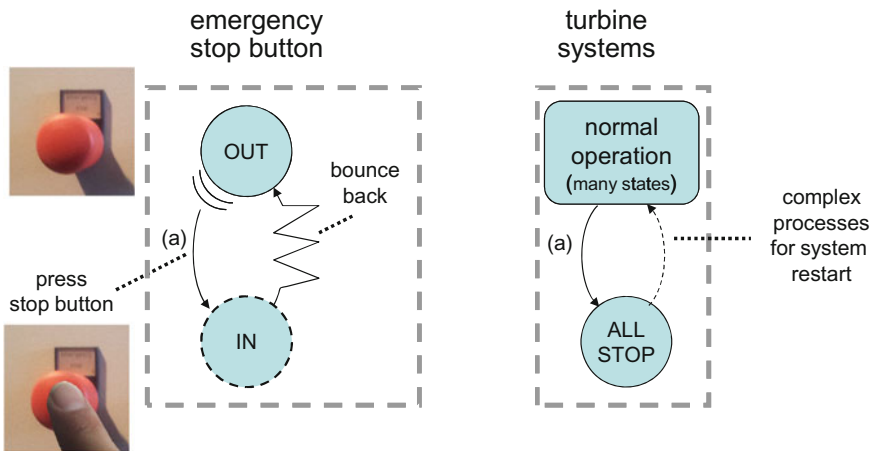 emergency
stop button
turbine
systems
OUT
bounce
back
(a)
press
stop button
IN
normal
operation
(many states)
(a)
complex
processes
for system
restart
ALL
STOP